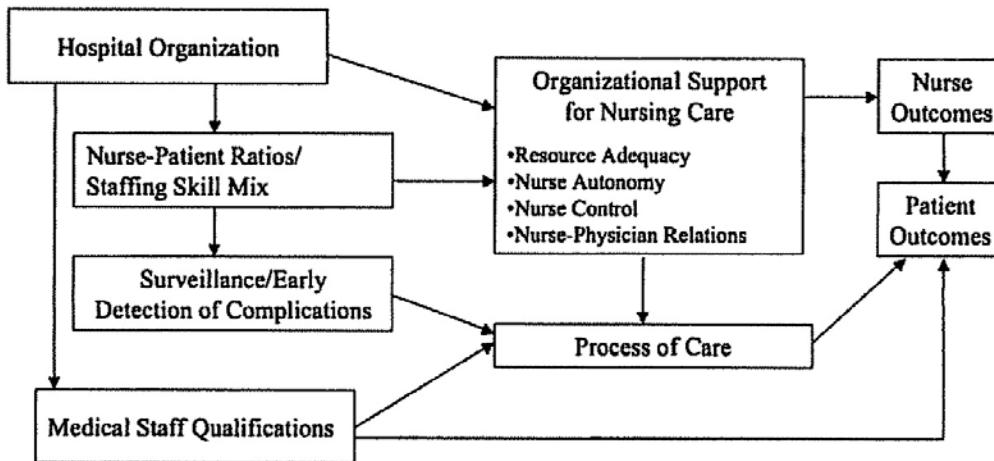 Hospital Organization
Nurse-Patient Ratios/
Staffing Skill Mix
Surveillance/Early
Detection of Complications
Medical Staff Qualifications
Organizational Support
for Nursing Care
•Resource Adequacy
•Nurse Autonomy
•Nurse Control
•Nurse-Physician Relations
Process of Care
Nurse
Outcomes
Patient
Outcomes